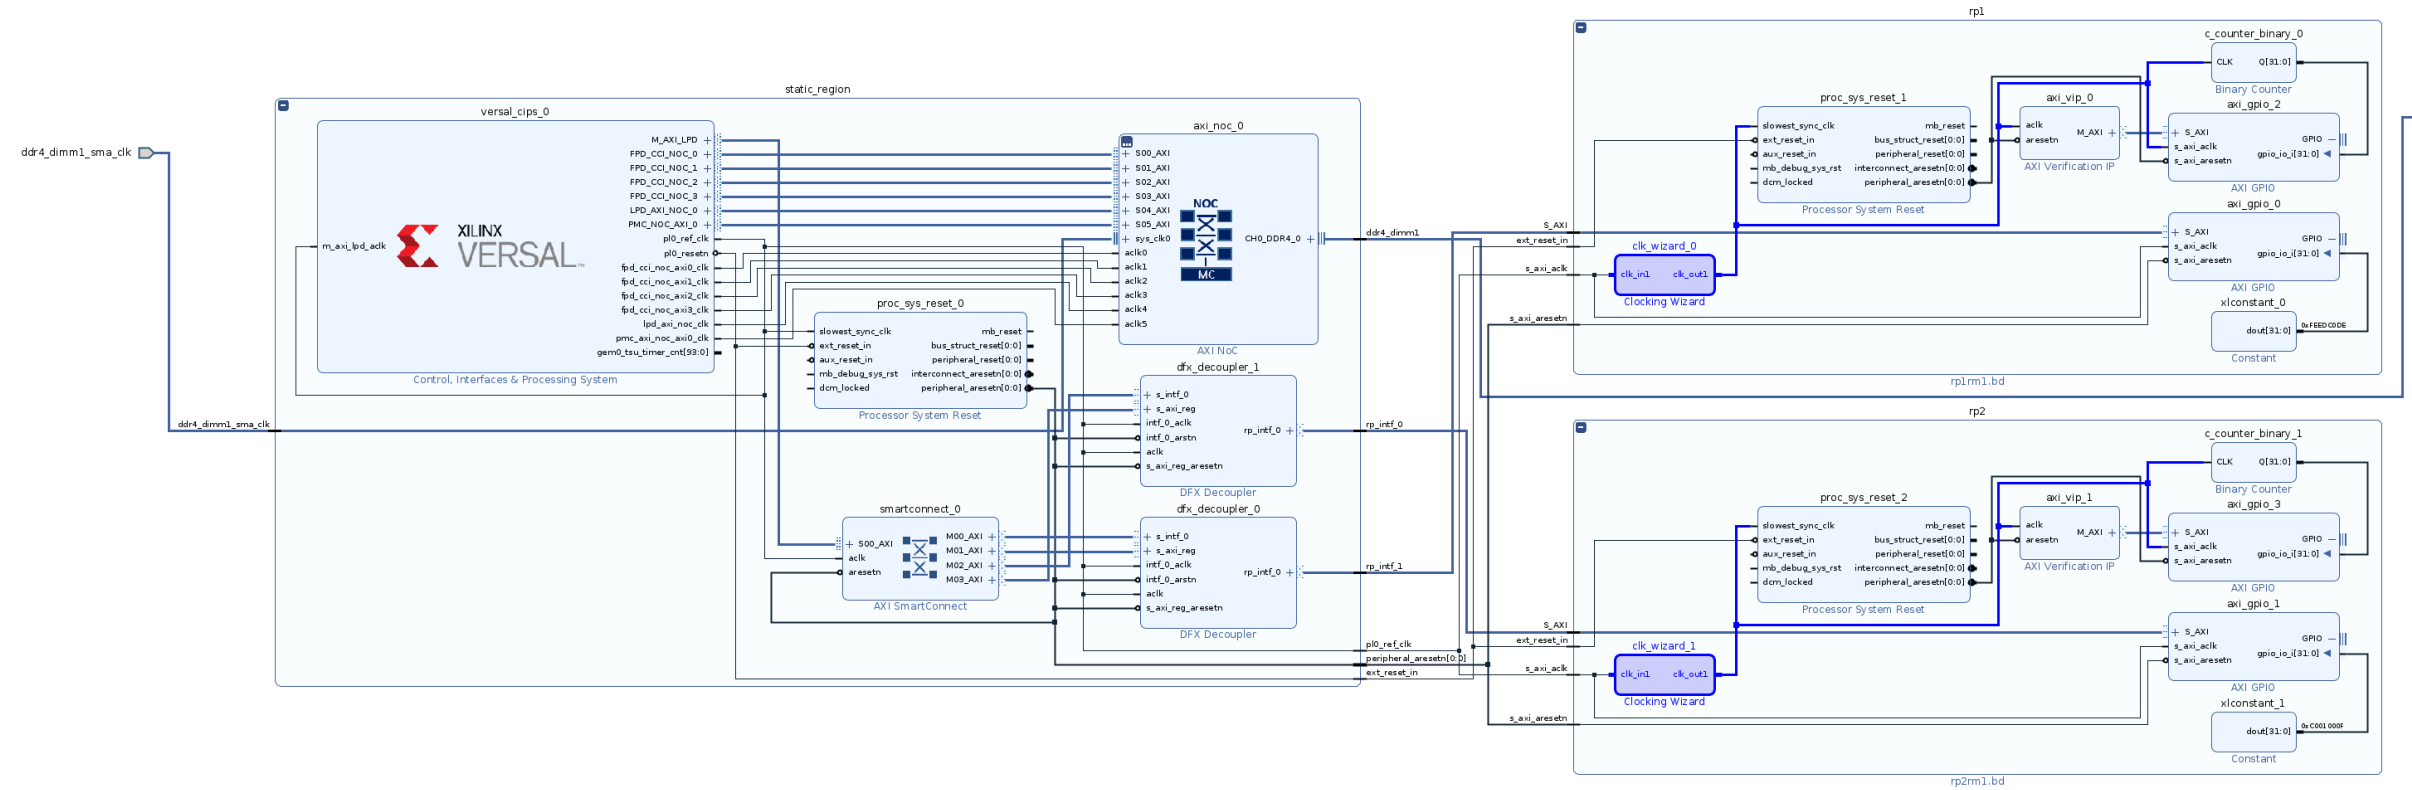 ddr4_dimm1_sma_clk
ddr4_dimm1_sma_clk
static_region
versal_cips_0
M_AXI_LPD
FPD_CCI_NOC_0
FPD_CCI_NOC_1
FPD_CCI_NOC_2
FPD_CCI_NOC_3
LPD_AXI_NOC_0
PMC_NOC_AXI_0
pl0_ref_clk
pl0_resetn
fpd_cci_noc_axi0_clk
fpd_cci_noc_axi1_clk
fpd_cci_noc_axi2_clk
fpd_cci_noc_axi3_clk
lpd_axi_noc_clk
pmc_axi_noc_axi0_clk
gem0_tsu_timer_cnt[93:0]
m_axi_lpd_aclk
XILINX
VERSAL
Control, Interfaces & Processing System
proc_sys_reset_0
slowest_sync_clk
ext_reset_in
aux_reset_in
mb_debug_sys_rst
dcm_locked
mb_reset
bus_struct_reset[0:0]
peripheral_reset[0:0]
interconnect_aresetn[0:0]
peripheral_aresetn[0:0]
Processor System Reset
smartconnect_0
S00_AXI
aclk
aresetn
M00_AXI
M01_AXI
M02_AXI
M03_AXI
AXI SmartConnect
axi_noc_0
S00_AXI
S01_AXI
S02_AXI
S03_AXI
S04_AXI
S05_AXI
sys_clk0
aclk0
aclk1
aclk2
aclk3
aclk4
aclk5
NOC
MC
CH0_DDR4_0
AXI NoC
dfx_decoupler_1
s_intf_0
s_axi_reg
intf_0_aclk
intf_0_arstn
aclk
s_axi_reg_aresetn
rp_intf_0
DFX Decoupler
dfx_decoupler_0
s_intf_0
s_axi_reg
intf_0_aclk
intf_0_arstn
aclk
s_axi_reg_aresetn
rp_intf_0
DFX Decoupler
ddr4_dimm1
rp_intf_0
rp_intf_1
pl0_ref_clk
peripheral_aresetn[0:0]
ext_reset_in
rp1
S_AXI
ext_reset_in
s_axi_aclk
s_axi_aresetn
clk_wizard_0
clk_in1
clk_out1
Clocking Wizard
proc_sys_reset_1
slowest_sync_clk
ext_reset_in
aux_reset_in
mb_debug_sys_rst
dcm_locked
mb_reset
bus_struct_reset[0:0]
peripheral_reset[0:0]
interconnect_aresetn[0:0]
peripheral_aresetn[0:0]
Processor System Reset
axi_vip_0
aclk
aresetn
M_AXI
AXI Verification IP
c_counter_binary_0
CLK
Q[31:0]
Binary Counter
axi_gpio_2
S_AXI
s_axi_aclk
s_axi_aresetn
GPIO
gpio_io_i[31:0]
AXI GPIO
axi_gpio_0
S_AXI
s_axi_aclk
s_axi_aresetn
GPIO
gpio_io_i[31:0]
AXI GPIO
xlconstant_0
dout[31:0]
0xFEEDC0DE
Constant
rp1rm1.bd
rp2
S_AXI
ext_reset_in
s_axi_aclk
s_axi_aresetn
clk_wizard_1
clk_in1
clk_out1
Clocking Wizard
proc_sys_reset_2
slowest_sync_clk
ext_reset_in
aux_reset_in
mb_debug_sys_rst
dcm_locked
mb_reset
bus_struct_reset[0:0]
peripheral_reset[0:0]
interconnect_aresetn[0:0]
peripheral_aresetn[0:0]
Processor System Reset
axi_vip_1
aclk
aresetn
M_AXI
AXI Verification IP
c_counter_binary_1
CLK
Q[31:0]
Binary Counter
axi_gpio_3
S_AXI
s_axi_aclk
s_axi_aresetn
GPIO
gpio_io_i[31:0]
AXI GPIO
axi_gpio_1
S_AXI
s_axi_aclk
s_axi_aresetn
GPIO
gpio_io_i[31:0]
AXI GPIO
xlconstant_1
dout[31:0]
0xC001000F
Constant
rp2rm1.bd